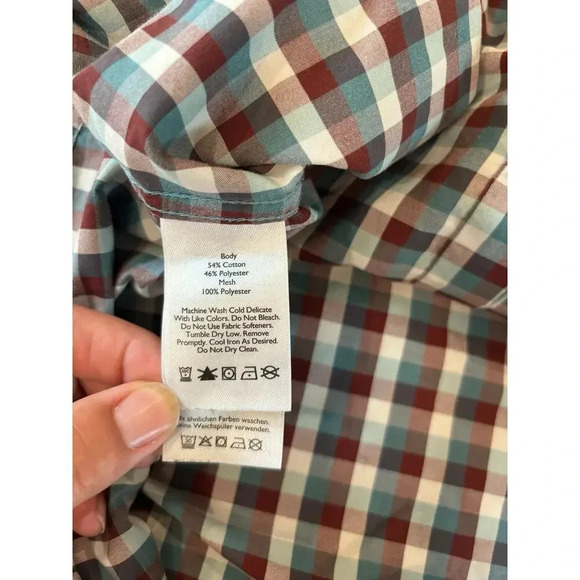 Body
54% Cotton
46% Polyester
Mesh
100% Polyester
Machine Wash Cold Delicate
With Like Colors. Do Not Bleach.
Do Not Use Fabric Softeners.
Tumble Dry Low. Remove
Promptly. Cool Iron As Desired.
Do Not Dry Clean.
ähnlichen Farben waschen.
Weichspüler verwenden.